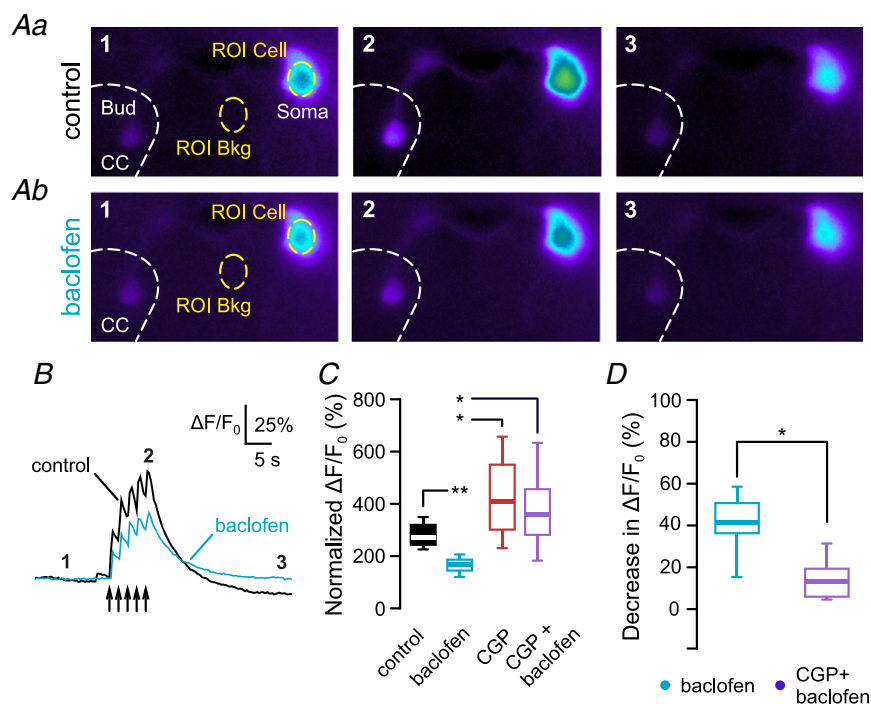 Aa
control
1
ROI Cell
Bud
Soma
ROI Bkg
CC
2
3
Ab
baclofen
1
ROI Cell
ROI Bkg
CC
2
3
B
ΔF/F0
25%
5 s
control
2
baclofen
1
3
C
Normalized ΔF/F0 (%)
800
600
400
200
0
**
*
*
control
baclofen
CGP
CGP +
baclofen
D
Decrease in ΔF/F0 (%)
100
80
60
40
20
0
*
baclofen
CGP+
baclofen